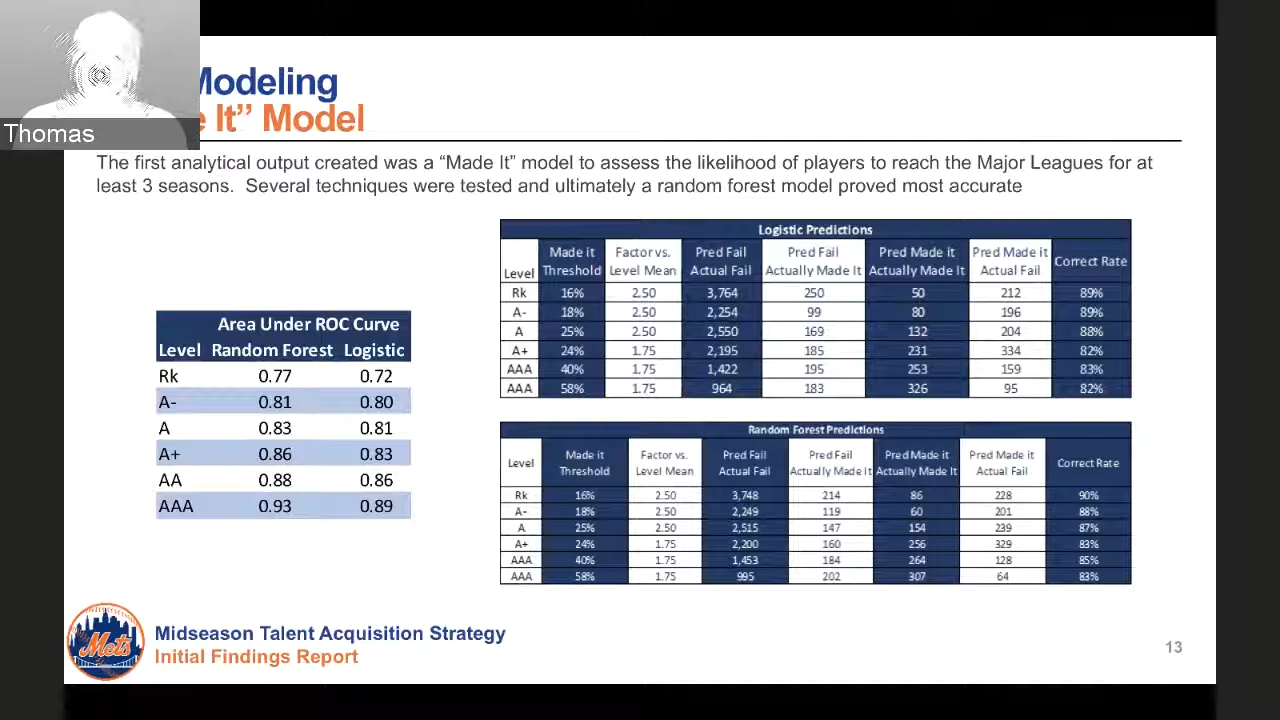 Thomas
Modeling
e It” Model
The first analytical output created was a “Made It” model to assess the likelihood of players to reach the Major Leagues for at
least 3 seasons. Several techniques were tested and ultimately a random forest model proved most accurate
Area Under ROC Curve
Level Random Forest Logistic
Rk 0.77 0.72
A- 0.81 0.80
A 0.83 0.81
A+ 0.86 0.83
AA 0.88 0.86
AAA 0.93 0.89
Logistic Predictions
Level Made it Threshold Factor vs. Level Mean Pred Fail Actual Fail Pred Fail Actually Made It Pred Made it Actually Made It Pred Made it Actual Fail Correct Rate
Rk 16% 2.50 3,764 250 50 212 89%
A- 18% 2.50 2,254 99 80 196 89%
A 25% 2.50 2,550 169 132 204 88%
A+ 24% 1.75 2,195 185 231 334 82%
AAA 40% 1.75 1,422 195 253 159 83%
AAA 58% 1.75 964 183 326 95 82%
Random Forest Predictions
Level Made it Threshold Factor vs. Level Mean Pred Fail Actual Fail Pred Fail Actually Made It Pred Made it Actually Made It Pred Made it Actual Fail Correct Rate
Rk 16% 2.50 3,748 214 86 228 90%
A- 18% 2.50 2,249 119 60 201 88%
A 25% 2.50 2,515 147 154 239 87%
A+ 24% 1.75 2,200 160 256 329 83%
AAA 40% 1.75 1,453 184 264 128 85%
AAA 58% 1.75 995 202 307 64 83%
Mets
Midseason Talent Acquisition Strategy
Initial Findings Report
13